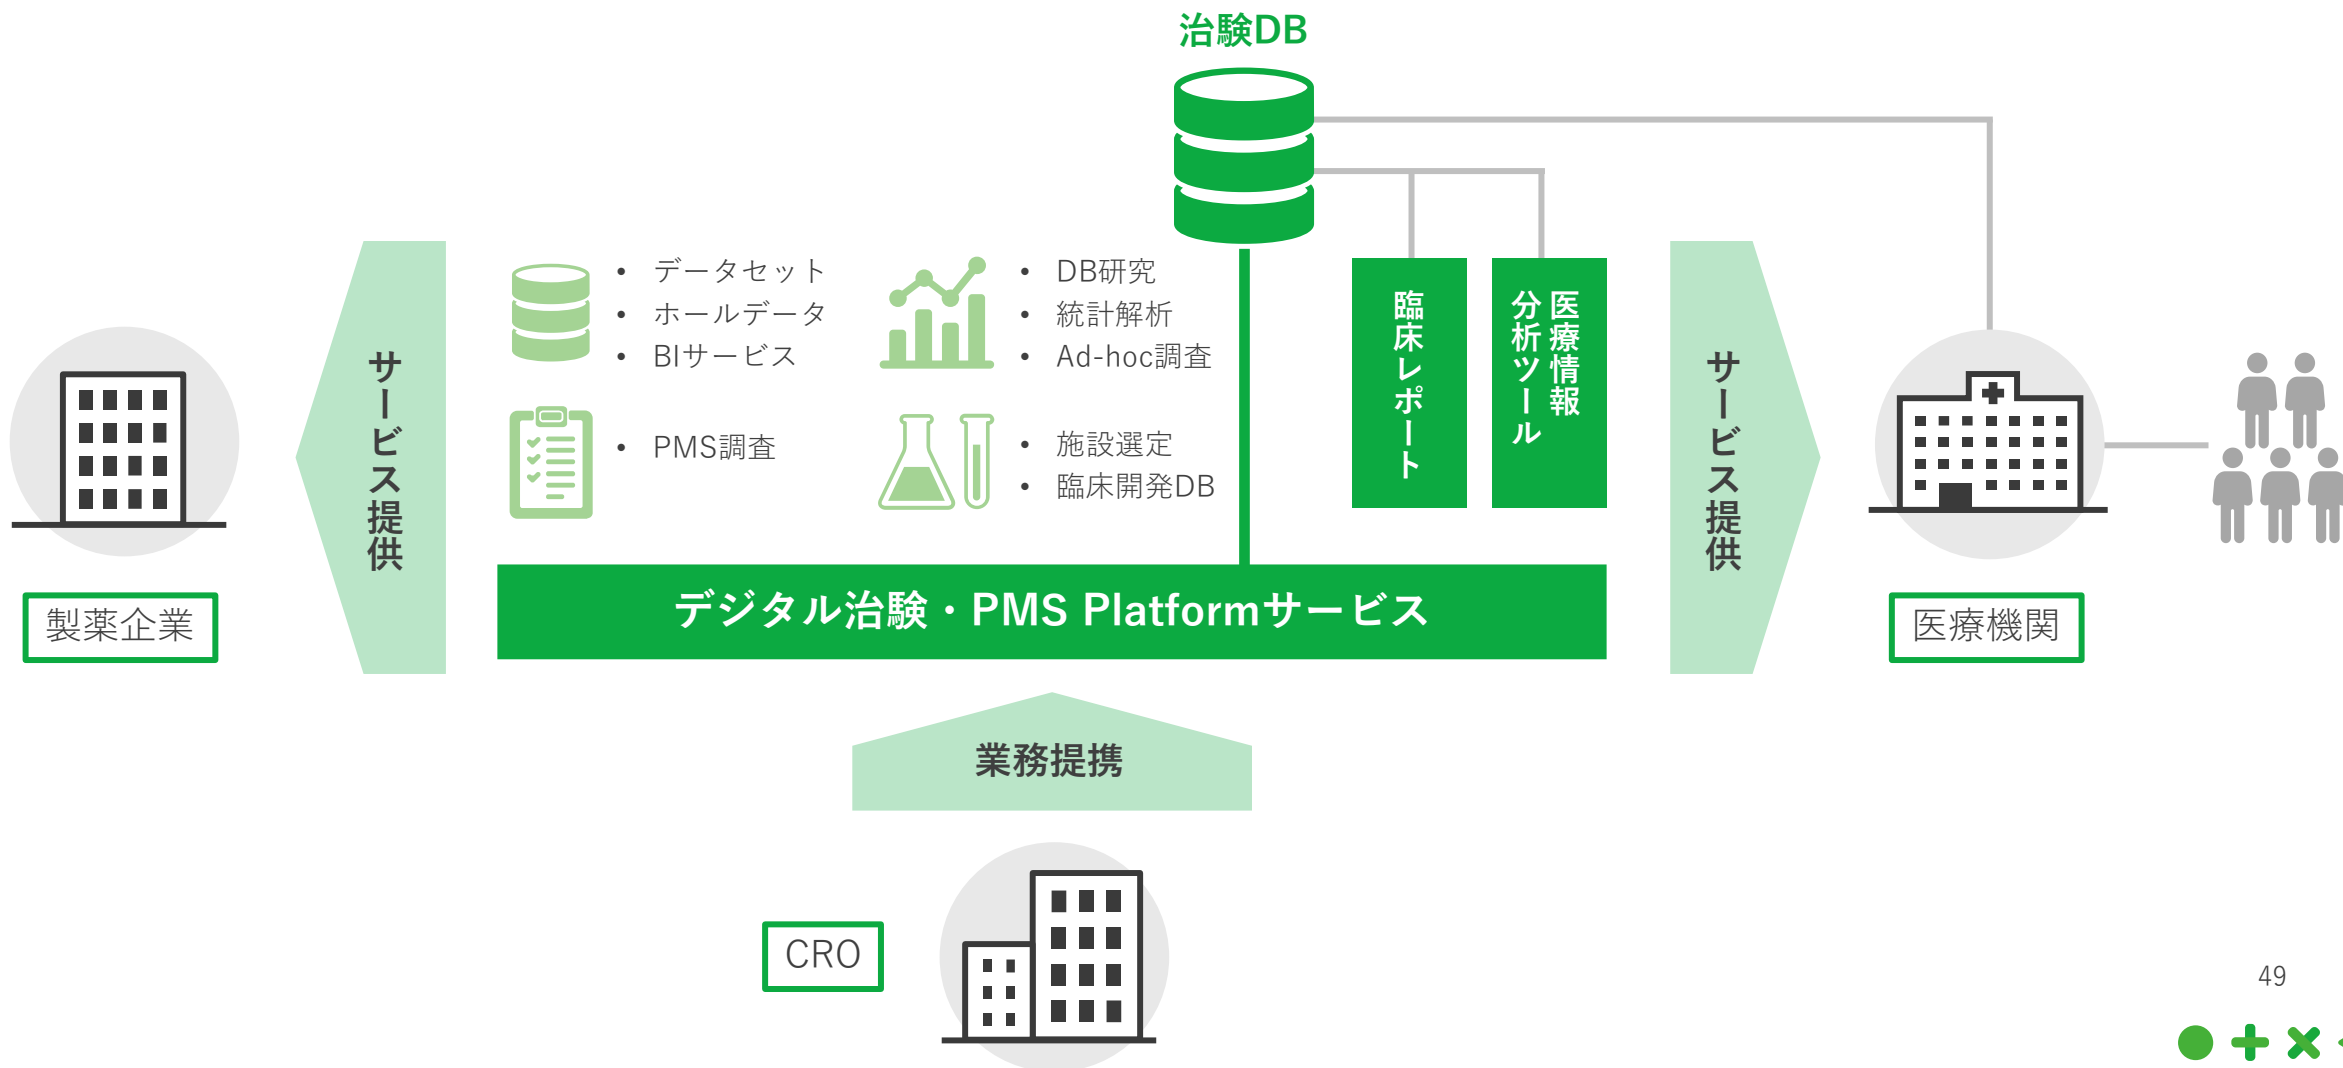 治験DB
• データセット
• ホールデータ
• BIサービス
• DB研究
• 統計解析
• Ad-hoc調査
• PMS調査
• 施設選定
• 臨床開発DB
臨床レポート
医療情報
分析ツール
サービス提供
サービス提供
製薬企業
デジタル治験・PMS Platformサービス
医療機関
業務提携
CRO
49